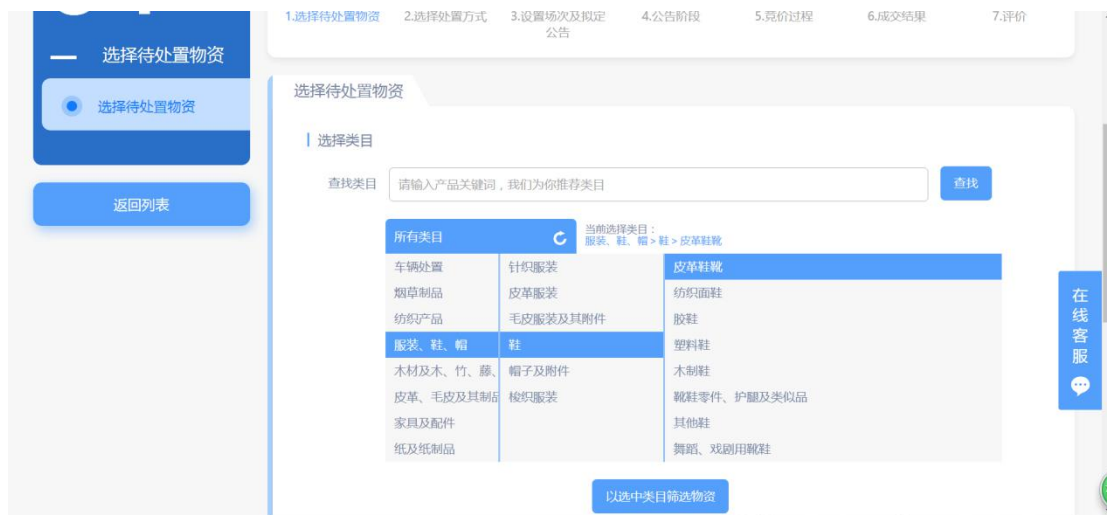 1.选择待处置物资
2.选择处置方式
3.设置场次及拟定
公告
4.公告阶段
5.竞价过程
6.成交结果
7.评价
选择待处置物资
选择待处置物资
返回列表
选择待处置物资
选择类目
查找类目
请输入产品关键词，我们为你推荐类目
查找
所有类目
当前选择类目：
服装、鞋、帽 > 鞋 > 皮革鞋靴
车辆处置
烟草制品
纺织产品
服装、鞋、帽
木材及木、竹、藤、
皮革、毛皮及其制品
家具及配件
纸及纸制品
针织服装
皮革服装
毛皮服装及其附件
鞋
帽子及附件
梭织服装
皮革鞋靴
纺织面鞋
胶鞋
塑料鞋
木制鞋
靴鞋零件、护腿及类似品
其他鞋
舞蹈、戏剧用靴鞋
以选中类目筛选物资
在线客服